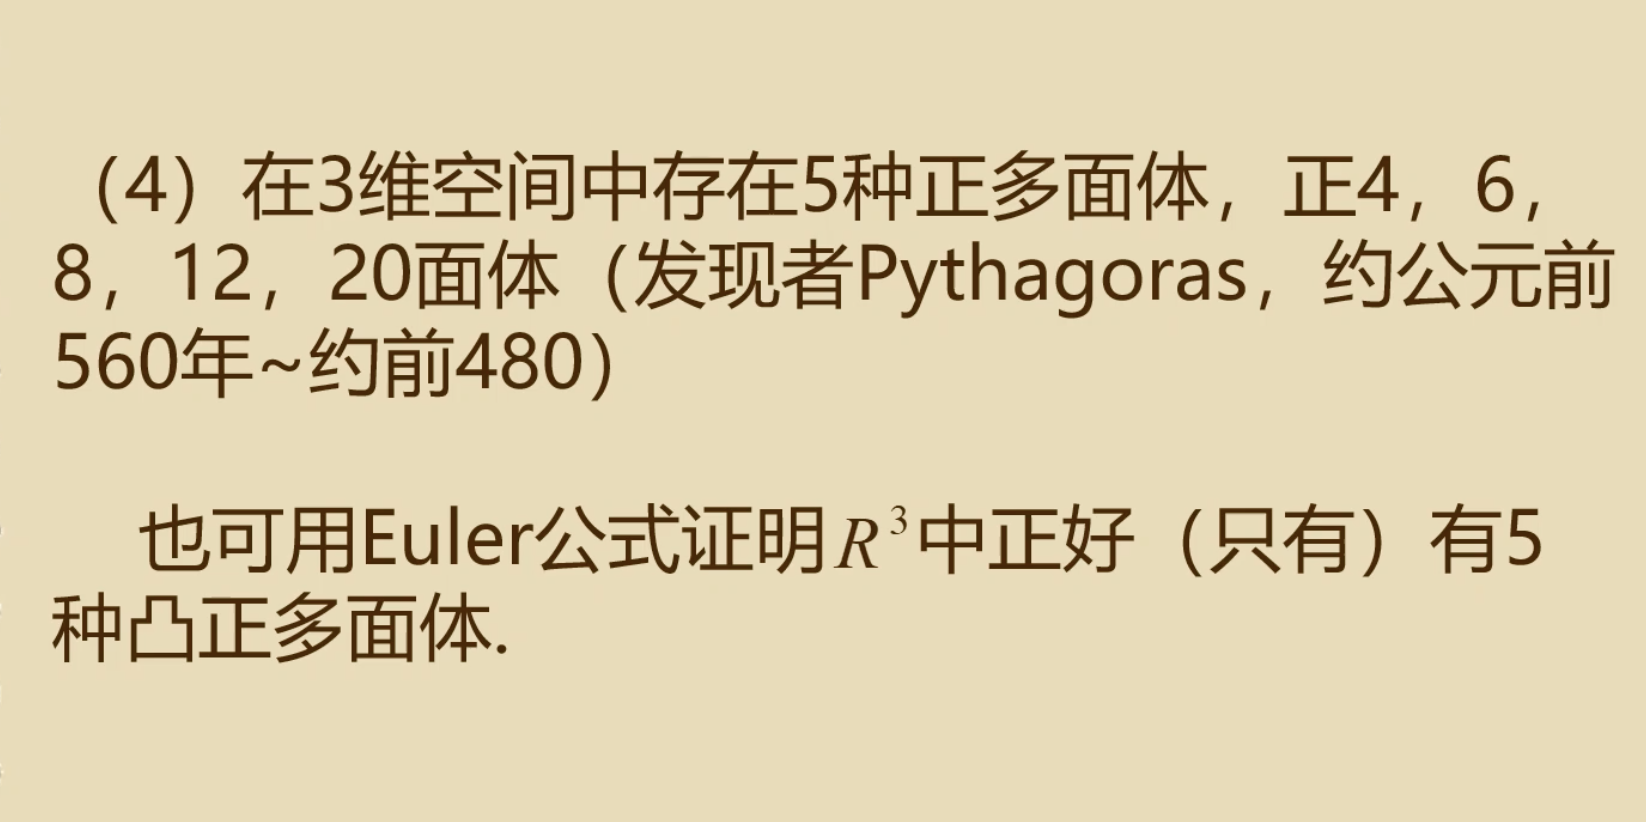 （4）在3维空间中存在5种正多面体，正4，6，
8，12，20面体（发现者Pythagoras，约公元前
560年~约前480）
也可用Euler公式证明R³中正好（只有）有5
种凸正多面体.